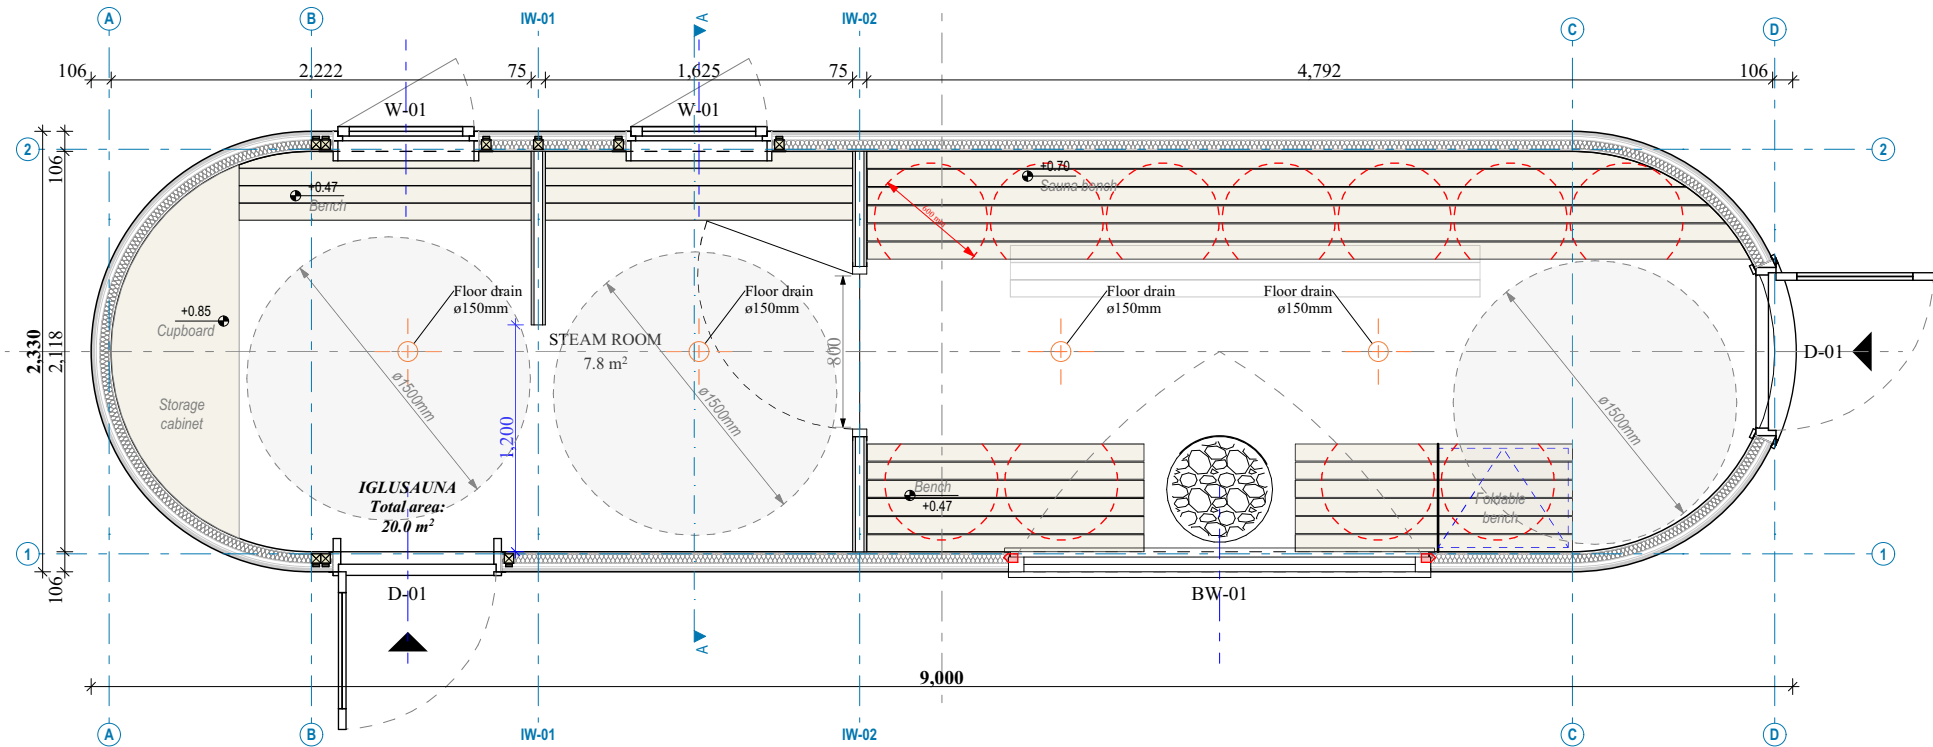 A
B
IW-01
A
IW-02
C
D
106
2,222
75
1,625
75
4,792
106
W-01
W-01
2
2
106
+0.47
Bench
+0.70
Sauna bench
600 mm
Floor drain
ø150mm
Floor drain
ø150mm
Floor drain
ø150mm
Floor drain
ø150mm
+0.85
Cupboard
STEAM ROOM
7.8 m²
2,330
2,118
800
D-01
ø1500mm
ø1500mm
ø1500mm
Storage
cabinet
1,200
IGLUSAUNA
Total area:
20.0 m²
Bench
+0.47
Foldable
bench
1
1
106
D-01
BW-01
A
9,000
A
B
IW-01
IW-02
C
D